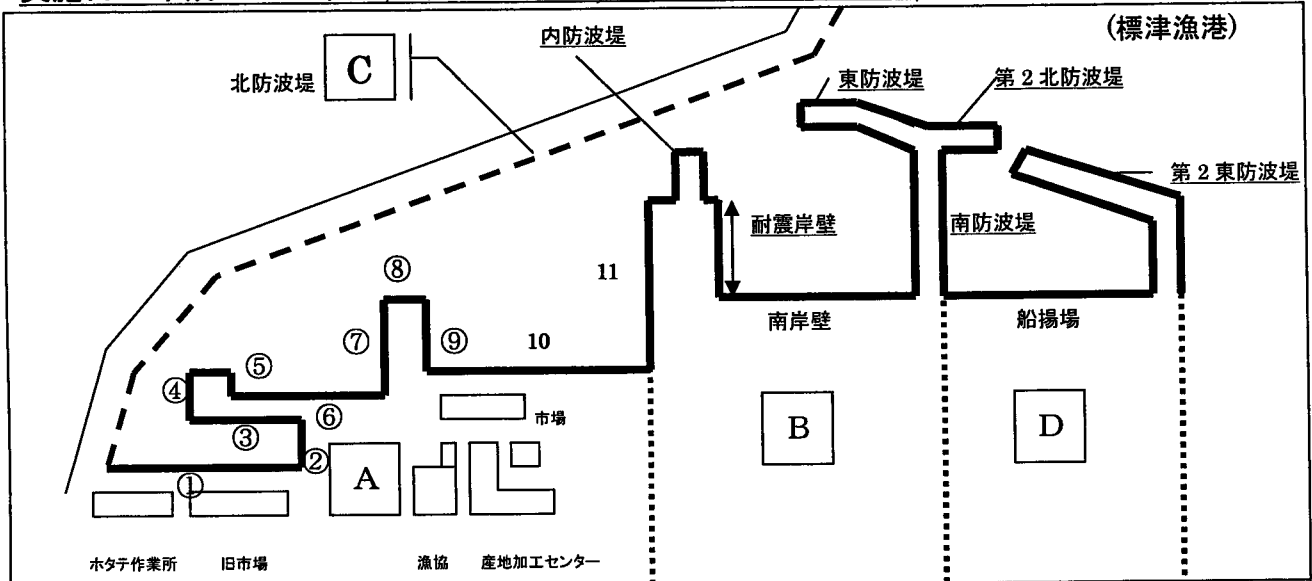 (標津漁港)
内防波堤
北防波堤
C
東防波堤
第2北防波堤
第2東防波堤
耐震岸壁
南防波堤
⑧
11
南岸壁
船揚場
⑦
⑨
10
⑤
④
⑥
③
市場
B
D
②
A
①
ホタテ作業所
旧市場
漁協
産地加工センター